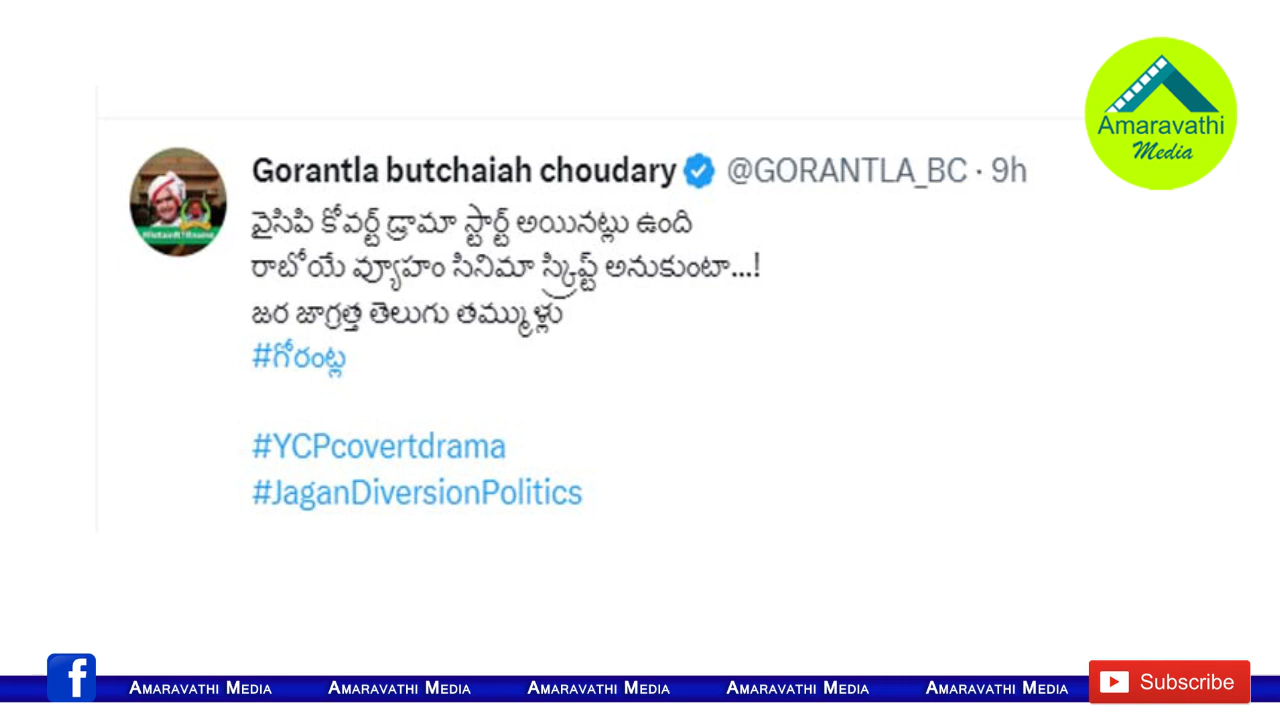 Amaravathi
Media
Gorantla butchaiah choudary @GORANTLA_BC · 9h
వైసిపి కోవర్ట్ డ్రామా స్టార్ట్ అయినట్లు ఉంది
రాబోయే వ్యూహం సినిమా స్క్రిప్ట్ అనుకుంటా...!
జర జాగ్రత్త తెలుగు తమ్ముళ్లు
#గోరంట్ల
#YCPcovertdrama
#JaganDiversionPolitics
f Amaravathi Media Amaravathi Media Amaravathi Media Amaravathi Media Amaravathi Media Subscribe